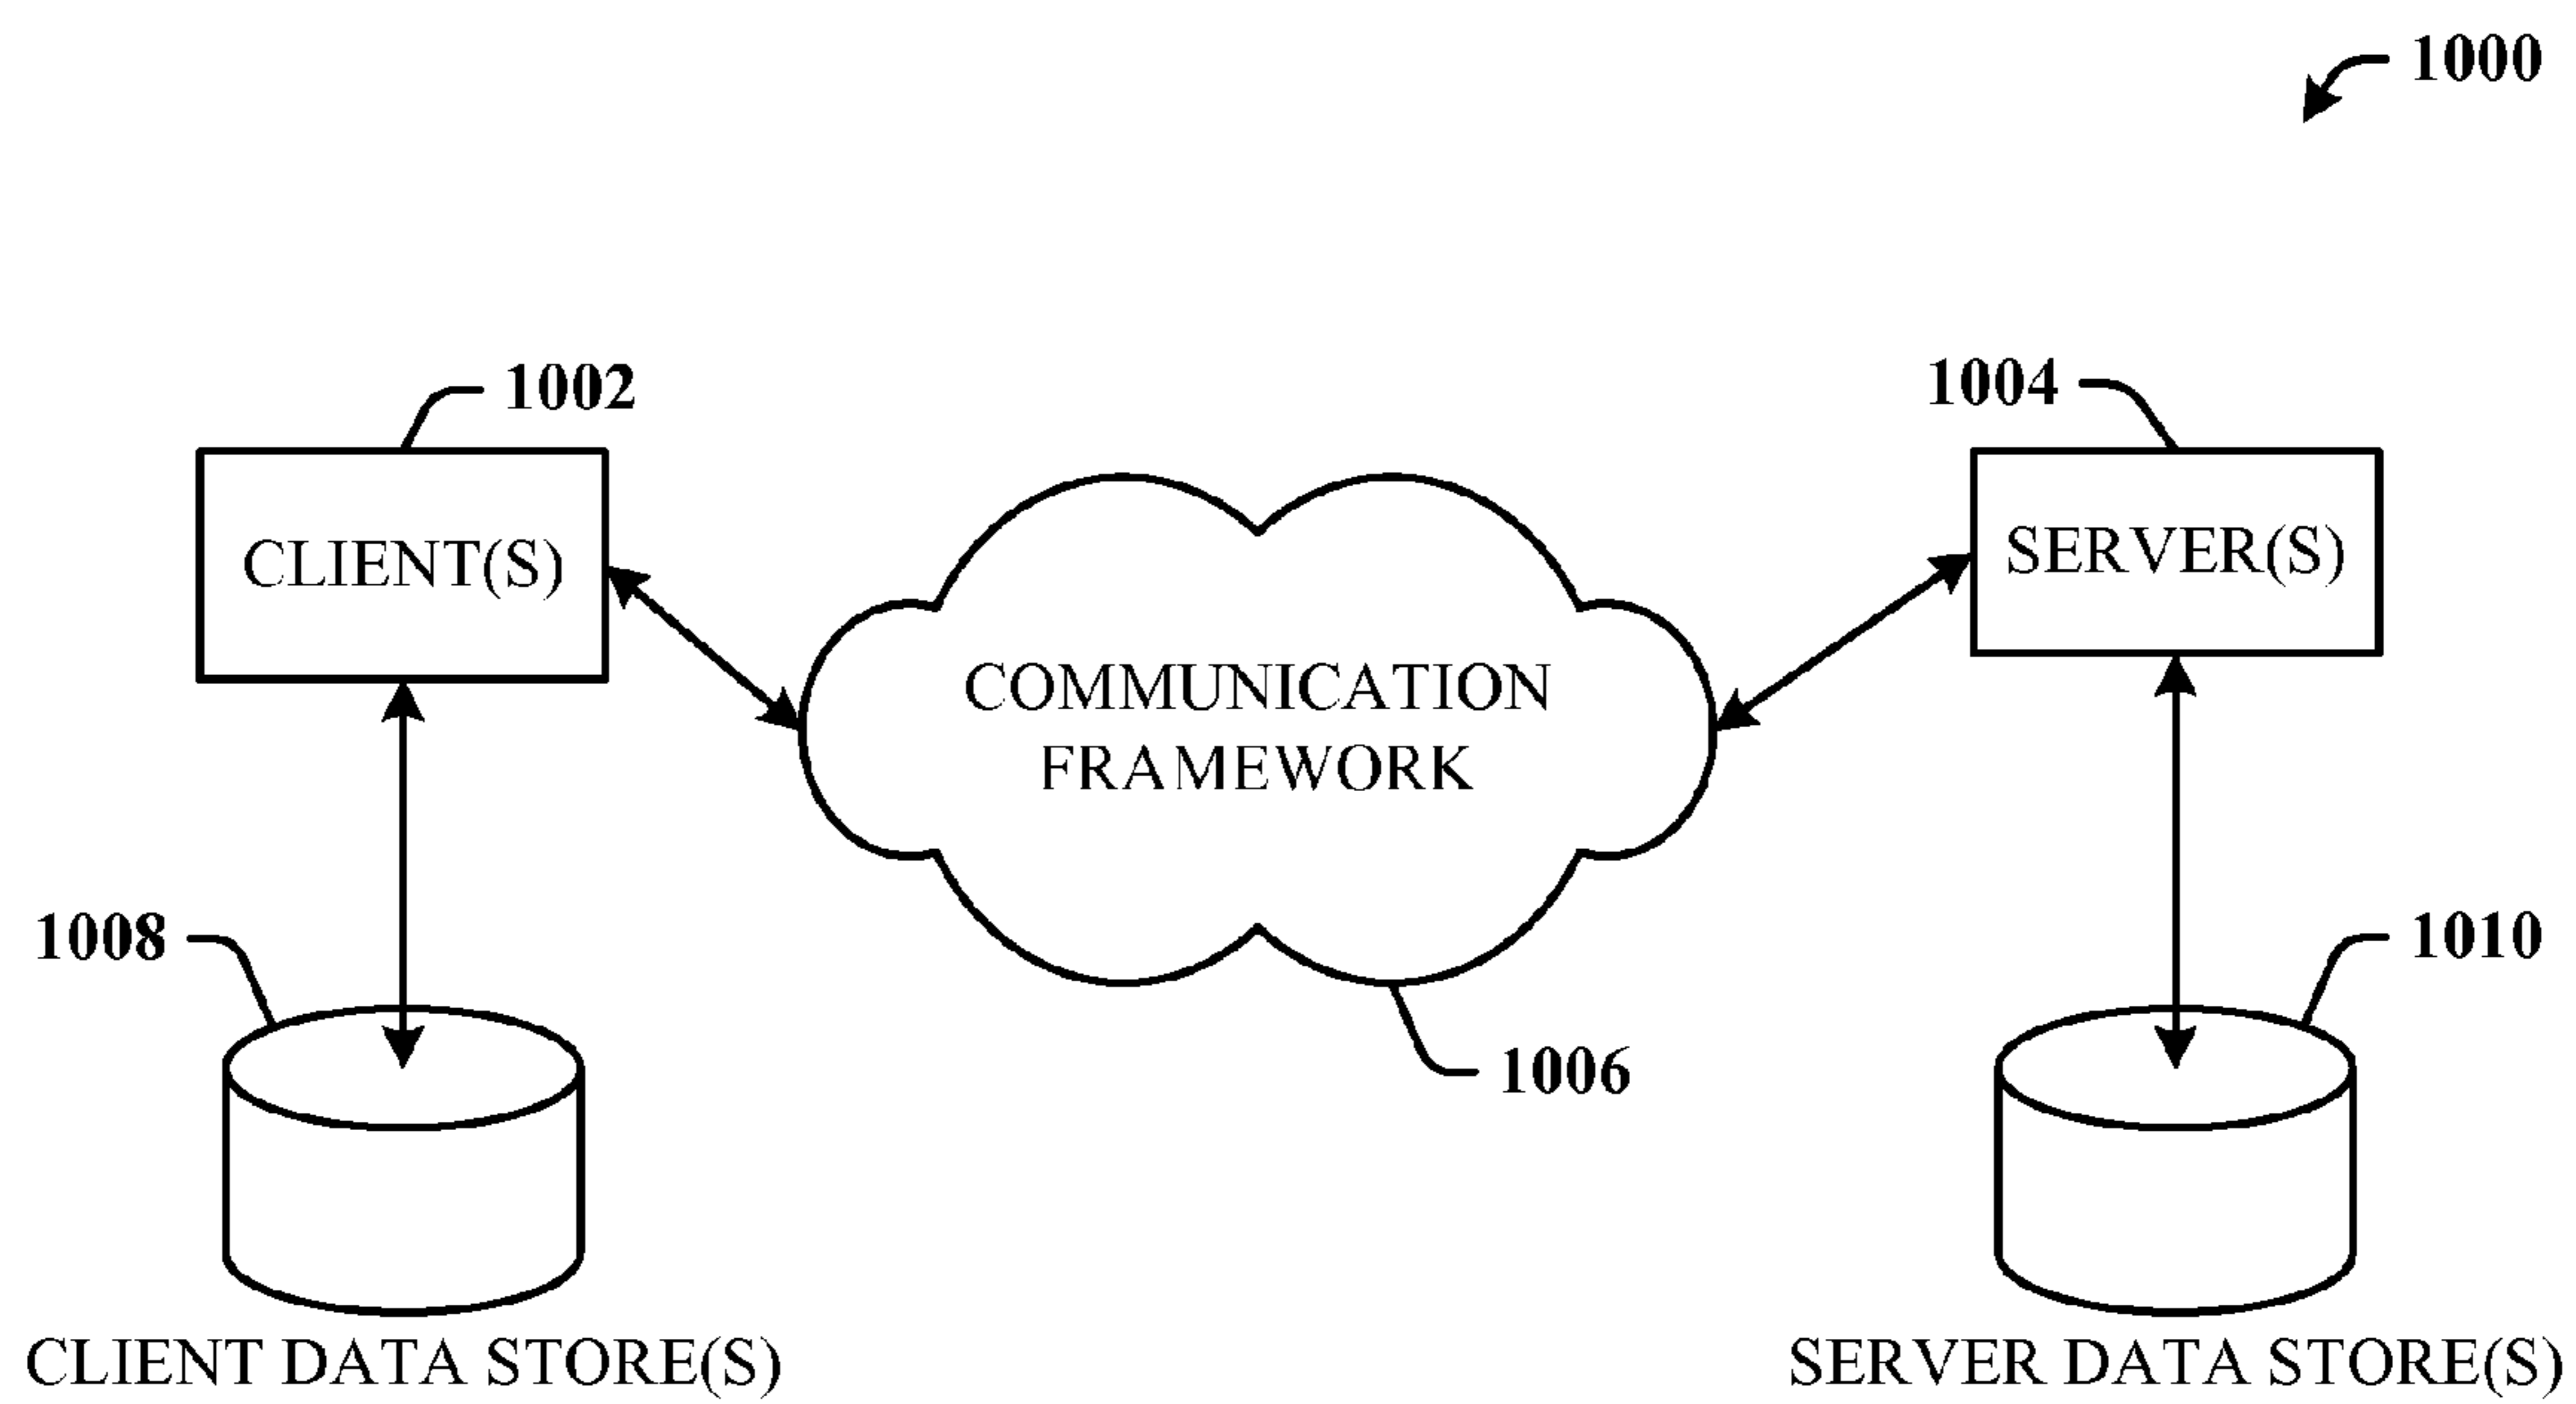 1000
1002
1004
CLIENT(S)
SERVER(S)
COMMUNICATION
FRAMEWORK
1008
1010
1006
CLIENT DATA STORE(S)
SERVER DATA STORE(S)